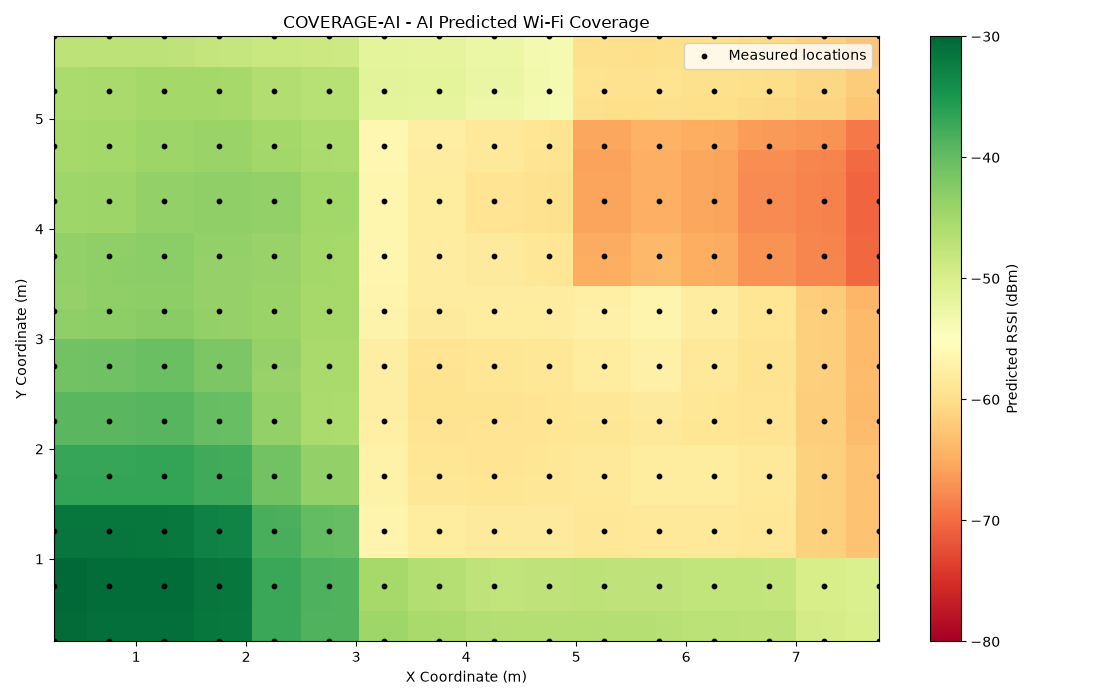 COVERAGE-AI - AI Predicted Wi-Fi Coverage
Measured locations
Y Coordinate (m)
5
4
3
2
1
1 2 3 4 5 6 7
X Coordinate (m)
−30
−40
−50
−60
−70
−80
Predicted RSSI (dBm)